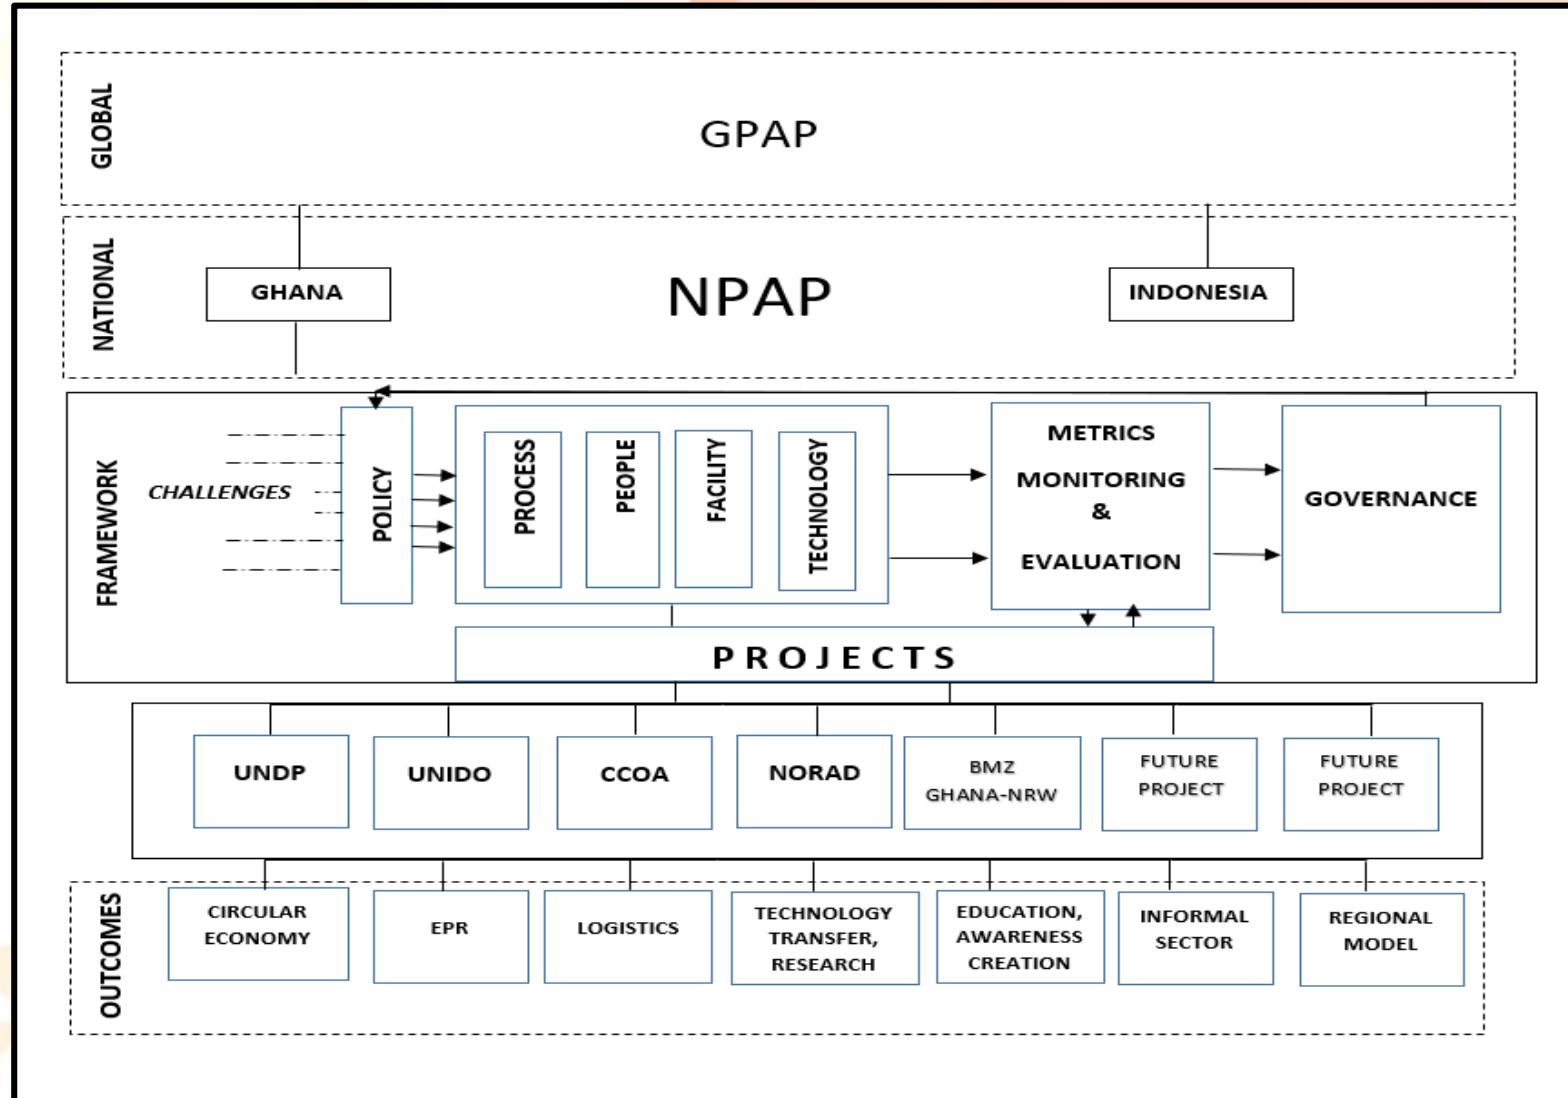 GLOBAL
GPAP
NATIONAL
GHANA
NPAP
INDONESIA
FRAMEWORK
CHALLENGES
POLICY
PROCESS
PEOPLE
FACILITY
TECHNOLOGY
METRICS
MONITORING
&
EVALUATION
GOVERNANCE
PROJECTS
UNDP
UNIDO
CCOA
NORAD
BMZ
GHANA-NRW
FUTURE
PROJECT
FUTURE
PROJECT
OUTCOMES
CIRCULAR
ECONOMY
EPR
LOGISTICS
TECHNOLOGY
TRANSFER,
RESEARCH
EDUCATION,
AWARENESS
CREATION
INFORMAL
SECTOR
REGIONAL
MODEL